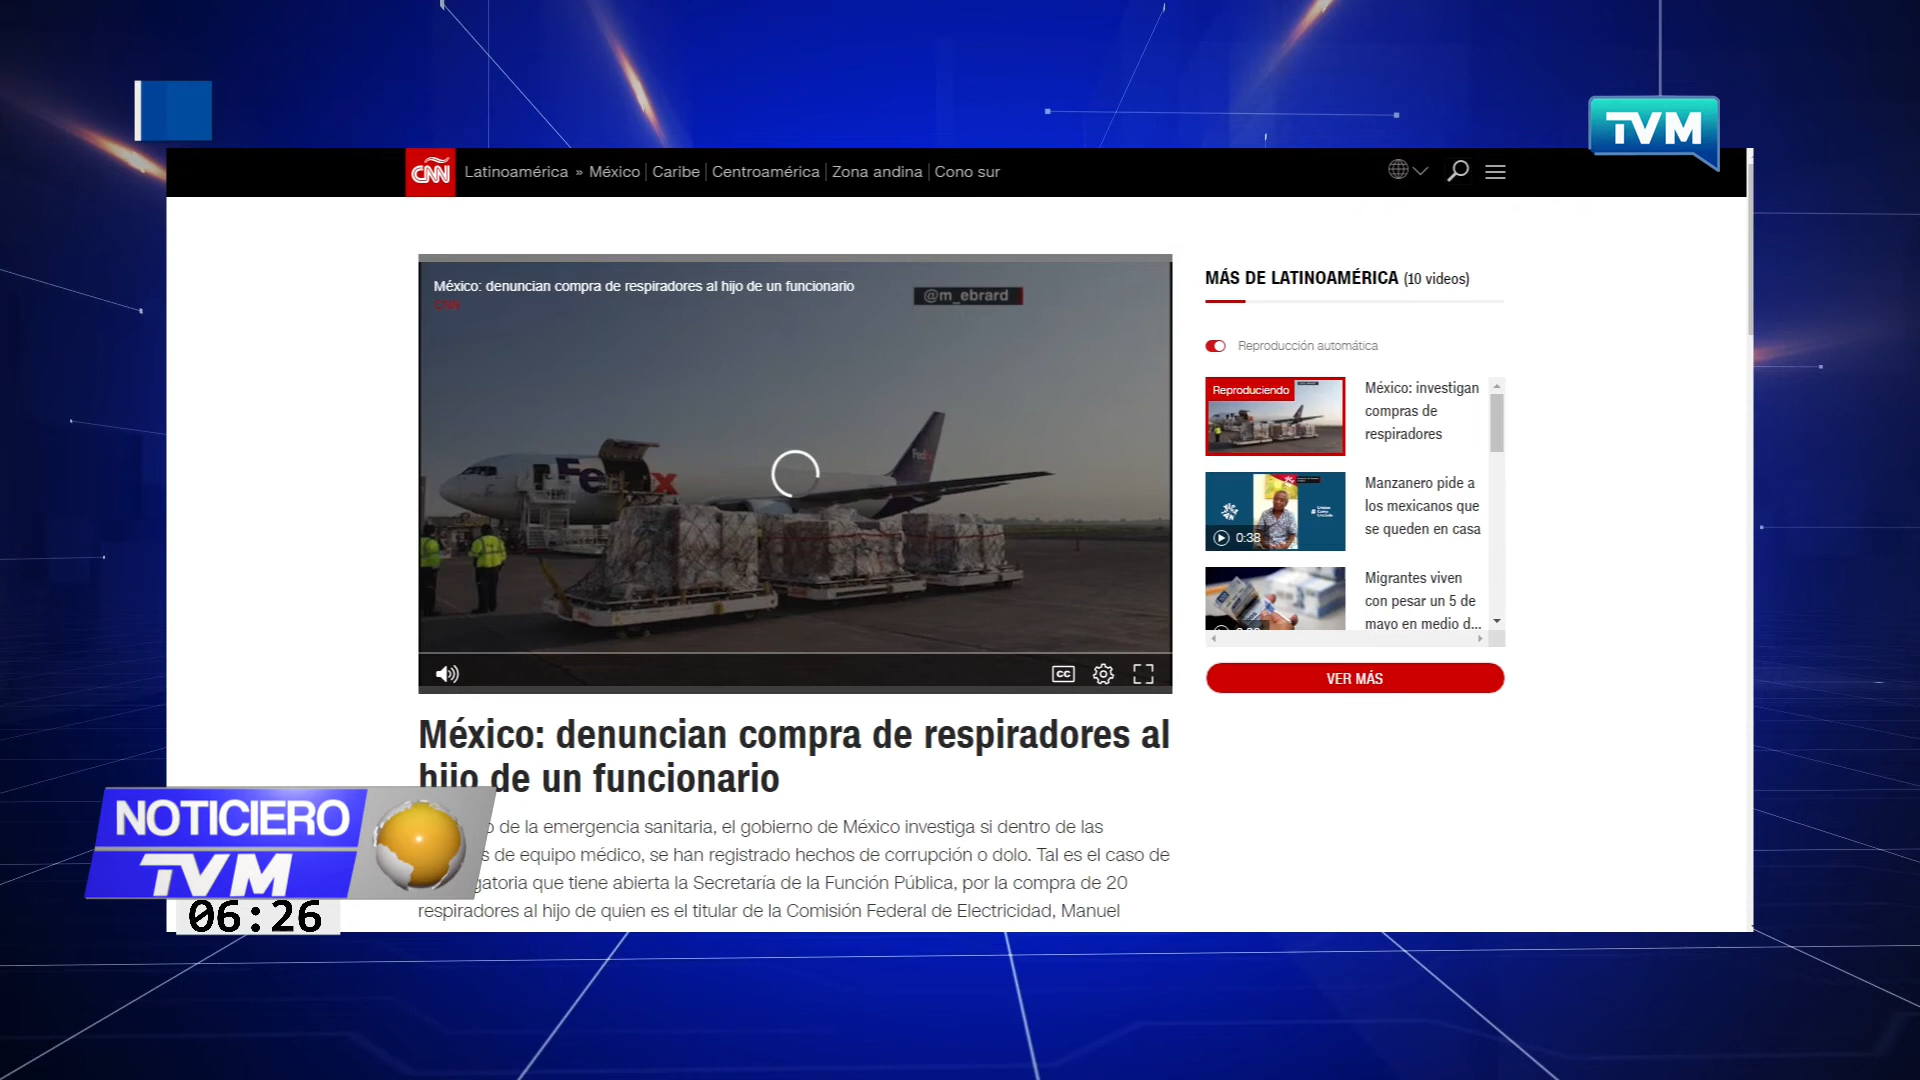 TVM
CNN Latinoamérica » México | Caribe | Centroamérica | Zona andina | Cono sur
México: denuncian compra de respiradores al hijo de un funcionario
CNN
@m_ebrard
FedEx
FedEx
CC
MÁS DE LATINOAMÉRICA (10 videos)
Reproducción automática
Reproduciendo
México: investigan
compras de
respiradores
0:38
Manzanero pide a
los mexicanos que
se queden en casa
Migrantes viven
con pesar un 5 de
mayo en medio d...
VER MÁS
México: denuncian compra de respiradores al
hijo de un funcionario
de la emergencia sanitaria, el gobierno de México investiga si dentro de las
de equipo médico, se han registrado hechos de corrupción o dolo. Tal es el caso de
que tiene abierta la Secretaría de la Función Pública, por la compra de 20
respiradores al hijo de quien es el titular de la Comisión Federal de Electricidad, Manuel
NOTICIERO
TVM
06:26